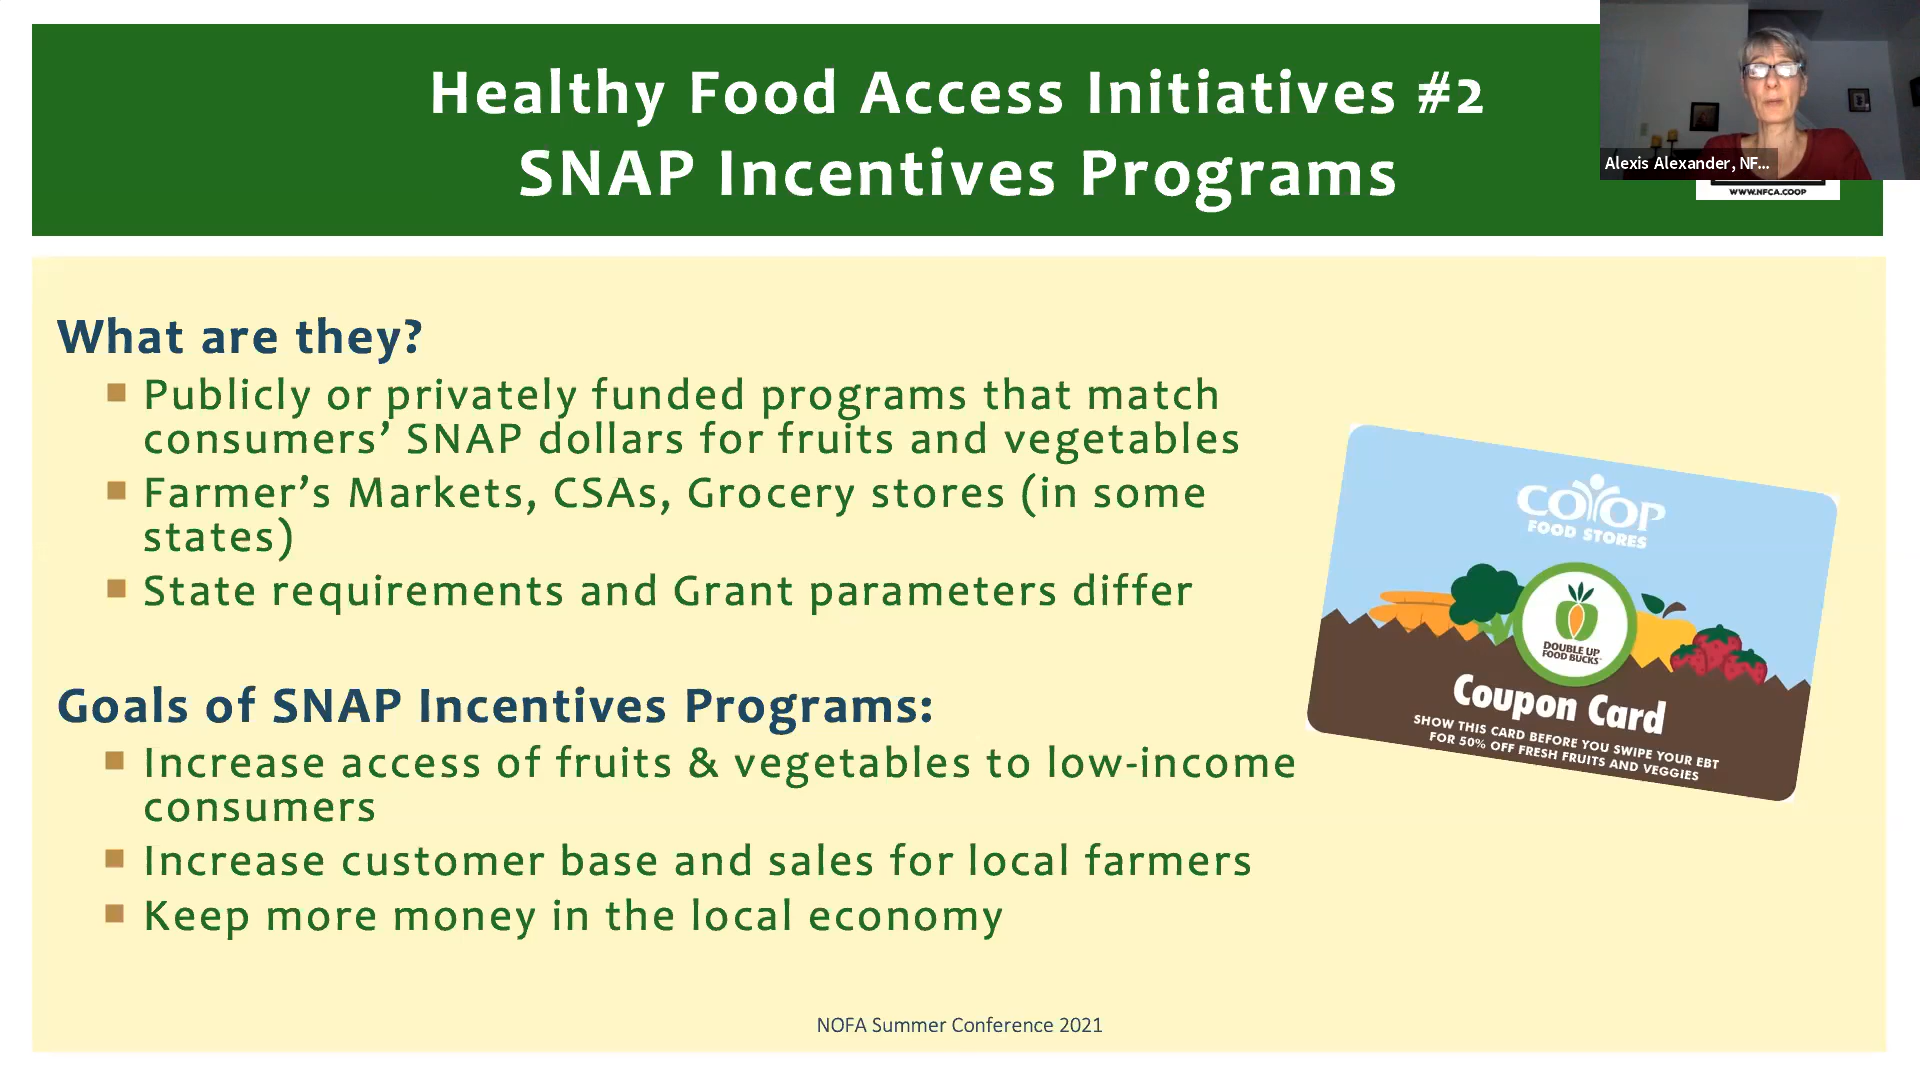 Healthy Food Access Initiatives #2
SNAP Incentives Programs
Alexis Alexander, NF...
WWW.NFCA.COOP
What are they?
Publicly or privately funded programs that match
consumers’ SNAP dollars for fruits and vegetables
Farmer’s Markets, CSAs, Grocery stores (in some
states)
State requirements and Grant parameters differ
Goals of SNAP Incentives Programs:
Increase access of fruits & vegetables to low-income
consumers
Increase customer base and sales for local farmers
Keep more money in the local economy
COOP
FOOD STORES
DOUBLE UP
FOOD BUCKS™
Coupon Card
SHOW THIS CARD BEFORE YOU SWIPE YOUR EBT
FOR 50% OFF FRESH FRUITS AND VEGGIES
NOFA Summer Conference 2021